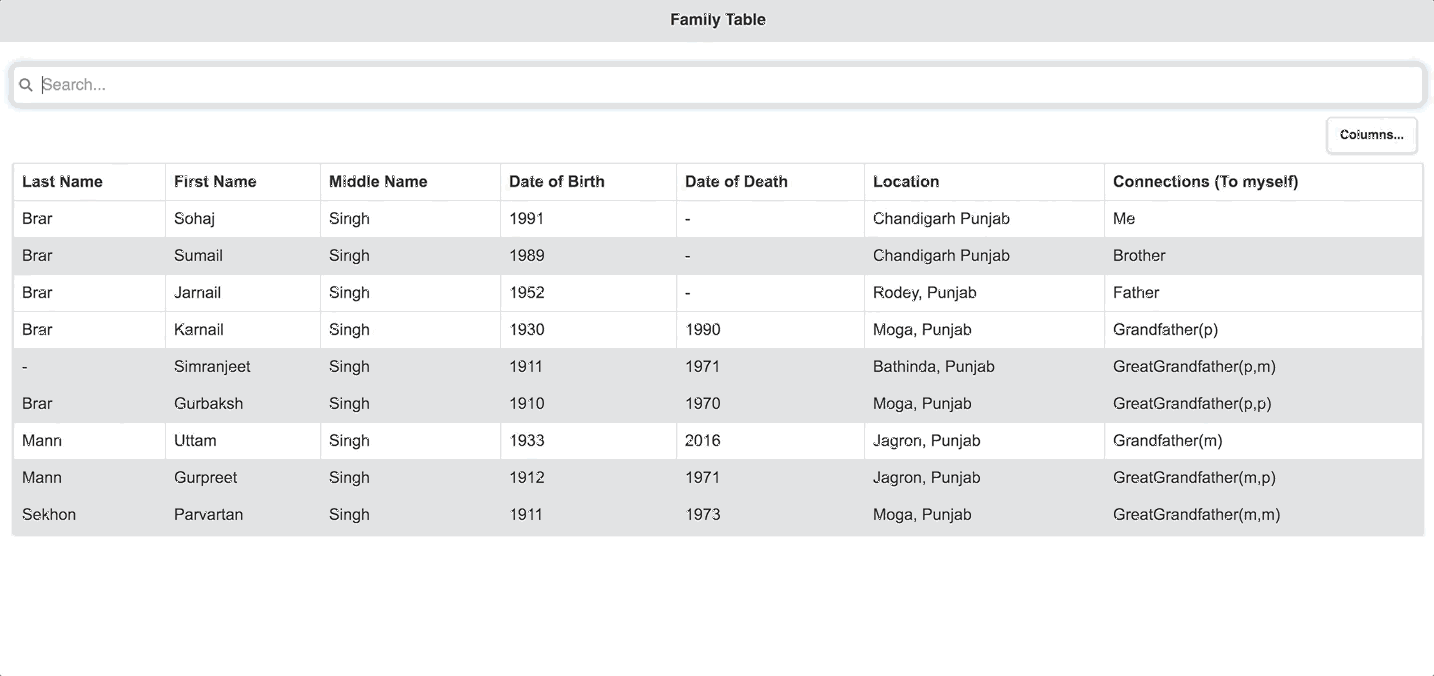 Family Table
Search...
Columns...
Last Name First Name Middle Name Date of Birth Date of Death Location Connections (To myself)
Brar Sohaj Singh 1991 - Chandigarh Punjab Me
Brar Sumail Singh 1989 - Chandigarh Punjab Brother
Brar Jarnail Singh 1952 - Rodey, Punjab Father
Brar Karnail Singh 1930 1990 Moga, Punjab Grandfather(p)
- Simranjeet Singh 1911 1971 Bathinda, Punjab GreatGrandfather(p,m)
Brar Gurbaksh Singh 1910 1970 Moga, Punjab GreatGrandfather(p,p)
Mann Uttam Singh 1933 2016 Jagron, Punjab Grandfather(m)
Mann Gurpreet Singh 1912 1971 Jagron, Punjab GreatGrandfather(m,p)
Sekhon Parvartan Singh 1911 1973 Moga, Punjab GreatGrandfather(m,m)